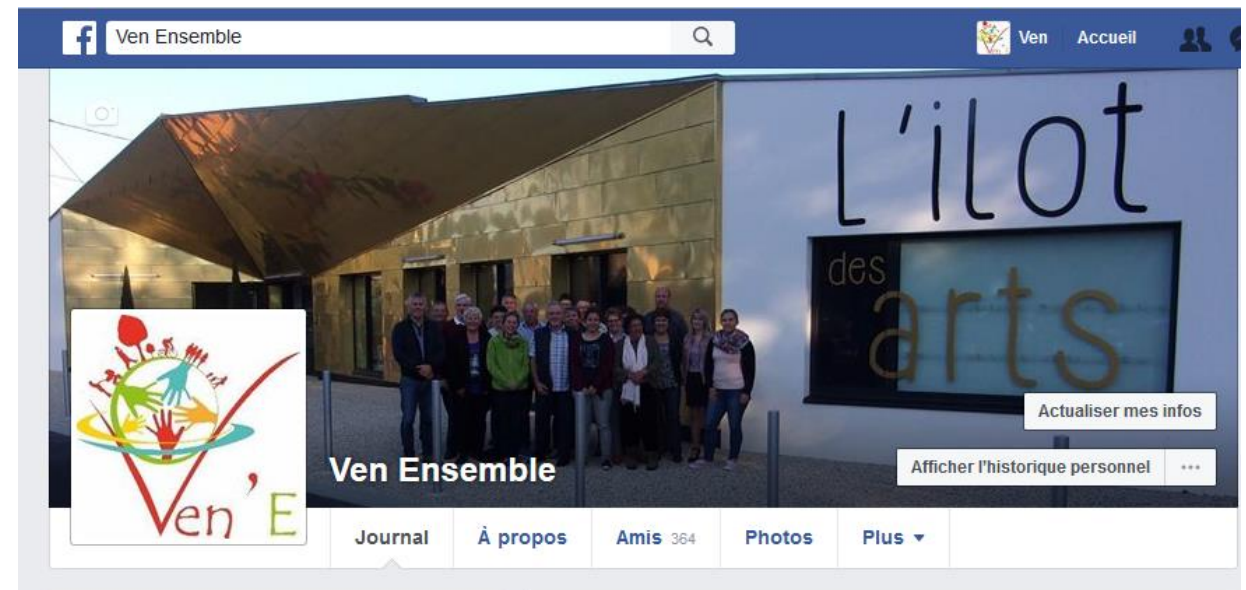 Ven Ensemble
Ven
Accueil
L'ilot
des
arts
Actualiser mes infos
Afficher l'historique personnel
Ven Ensemble
Ven'E
Journal
À propos
Amis 364
Photos
Plus